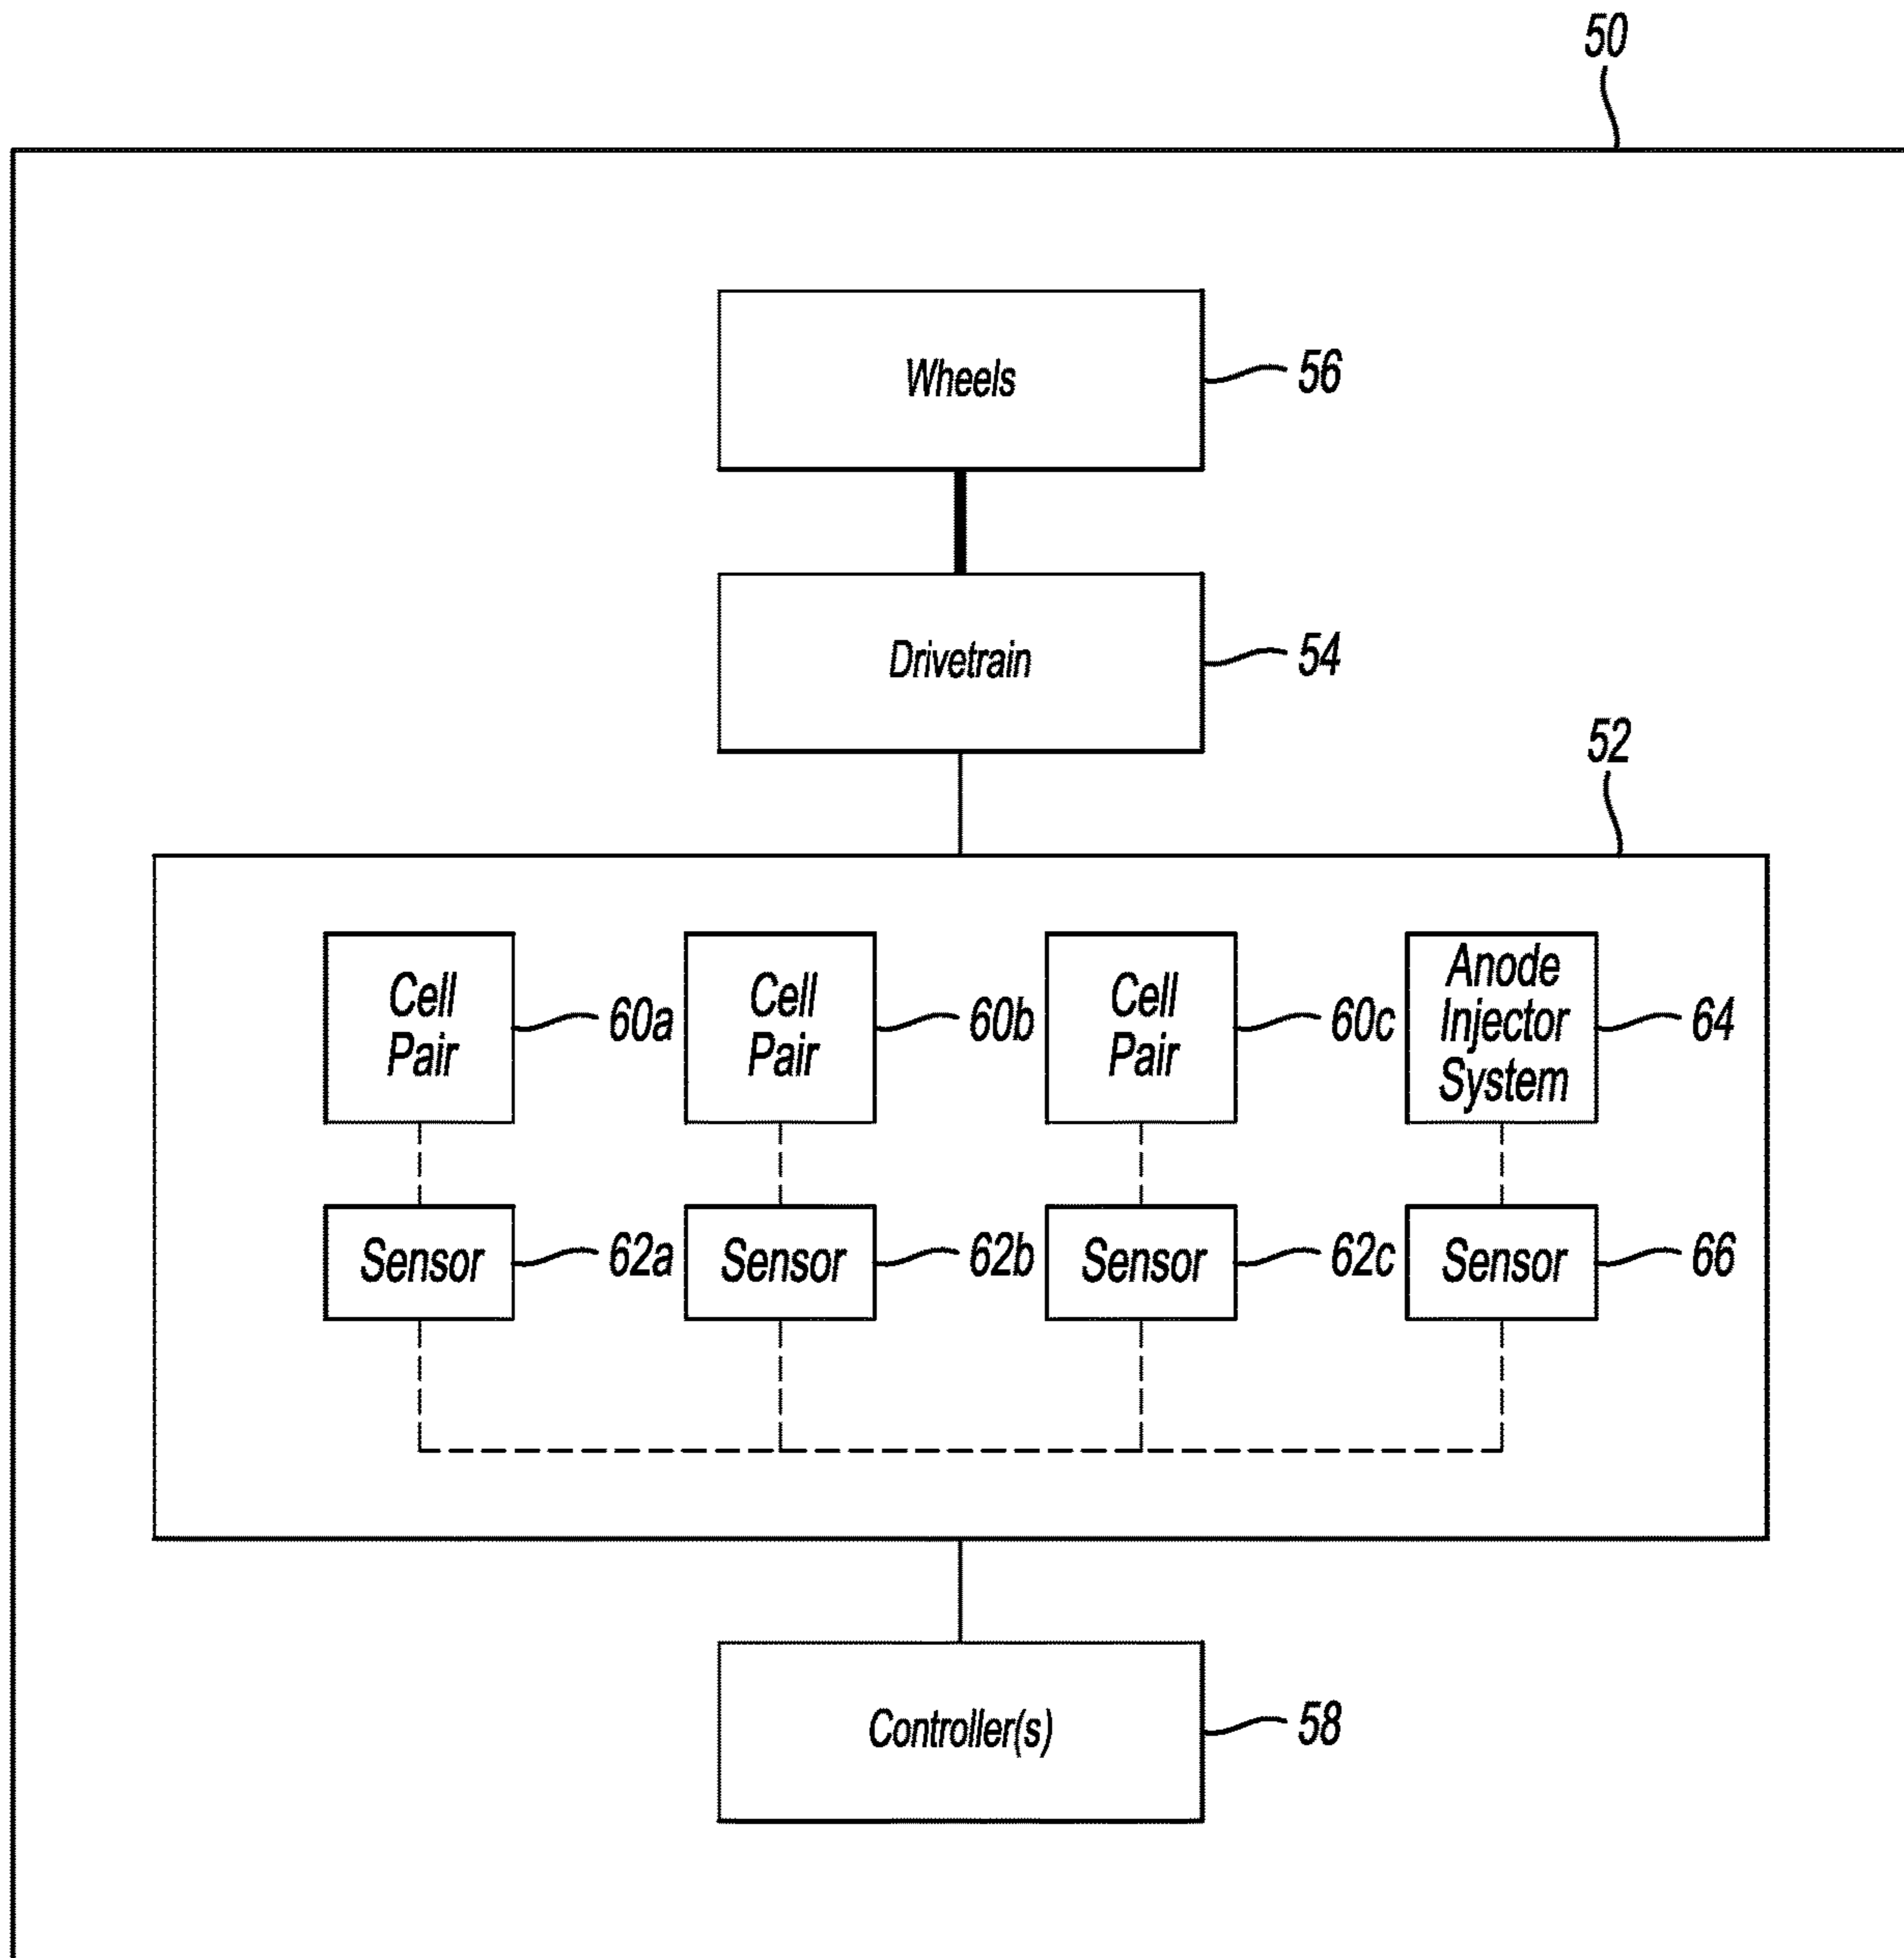 50
Wheels
56
Drivetrain
54
52
Cell
Pair
60a
Cell
Pair
60b
Cell
Pair
60c
Anode
Injector
System
64
Sensor
62a
Sensor
62b
Sensor
62c
Sensor
66
Controller(s)
58